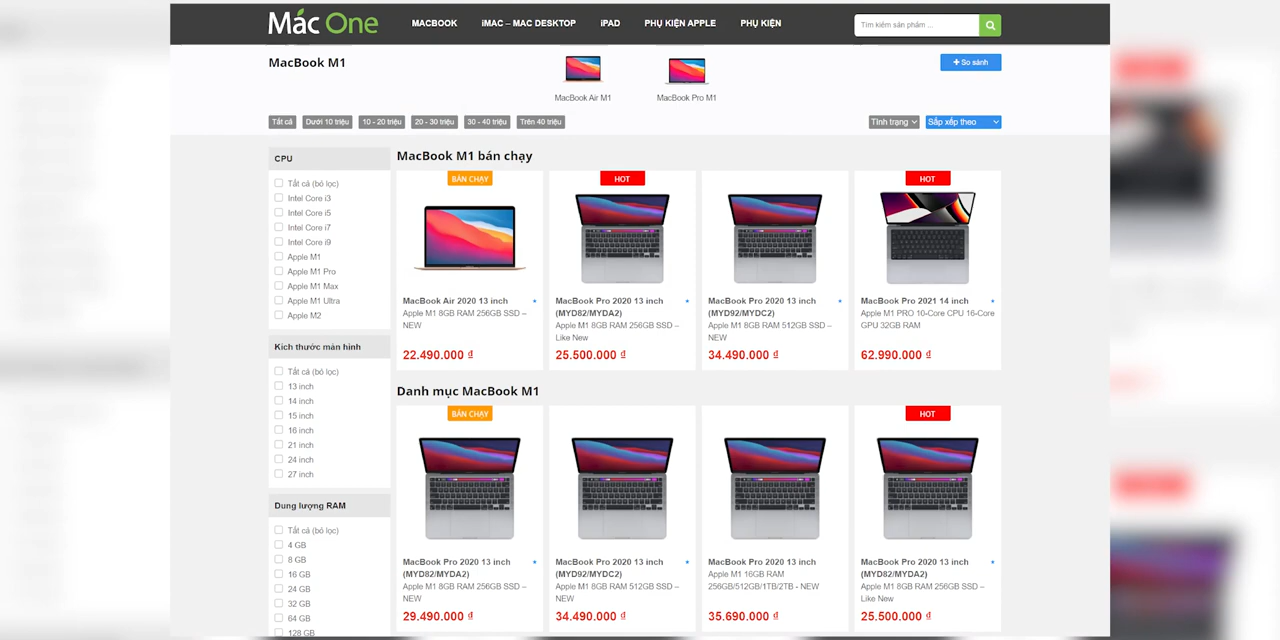 Mác One
MACBOOK
iMAC – MAC DESKTOP
iPAD
PHỤ KIỆN APPLE
PHỤ KIỆN
Tìm kiếm sản phẩm ...
MacBook M1
MacBook Air M1
MacBook Pro M1
+ So sánh
Tất cả
Dưới 10 triệu
10 - 20 triệu
20 - 30 triệu
30 - 40 triệu
Trên 40 triệu
Tình trạng
Sắp xếp theo
CPU
Tất cả (bỏ lọc)
Intel Core i3
Intel Core i5
Intel Core i7
Intel Core i9
Apple M1
Apple M1 Pro
Apple M1 Max
Apple M1 Ultra
Apple M2
Kích thước màn hình
Tất cả (bỏ lọc)
13 inch
14 inch
15 inch
16 inch
21 inch
24 inch
27 inch
Dung lượng RAM
Tất cả (bỏ lọc)
4 GB
8 GB
16 GB
24 GB
32 GB
64 GB
128 GB
MacBook M1 bán chạy
BÁN CHẠY
MacBook Air 2020 13 inch
Apple M1 8GB RAM 256GB SSD –
NEW
22.490.000 ₫
HOT
MacBook Pro 2020 13 inch
(MYD82/MYDA2)
Apple M1 8GB RAM 256GB SSD –
Like New
25.500.000 ₫
MacBook Pro 2020 13 inch
(MYD92/MYDC2)
Apple M1 8GB RAM 512GB SSD –
NEW
34.490.000 ₫
HOT
MacBook Pro 2021 14 inch
Apple M1 PRO 10-Core CPU 16-Core
GPU 32GB RAM
62.990.000 ₫
Danh mục MacBook M1
BÁN CHẠY
MacBook Pro 2020 13 inch
(MYD82/MYDA2)
Apple M1 8GB RAM 256GB SSD –
NEW
29.490.000 ₫
MacBook Pro 2020 13 inch
(MYD92/MYDC2)
Apple M1 8GB RAM 512GB SSD –
NEW
34.490.000 ₫
MacBook Pro 2020 13 inch
Apple M1 16GB RAM
256GB/512GB/1TB/2TB - NEW
35.690.000 ₫
HOT
MacBook Pro 2020 13 inch
(MYD82/MYDA2)
Apple M1 8GB RAM 256GB SSD –
Like New
25.500.000 ₫